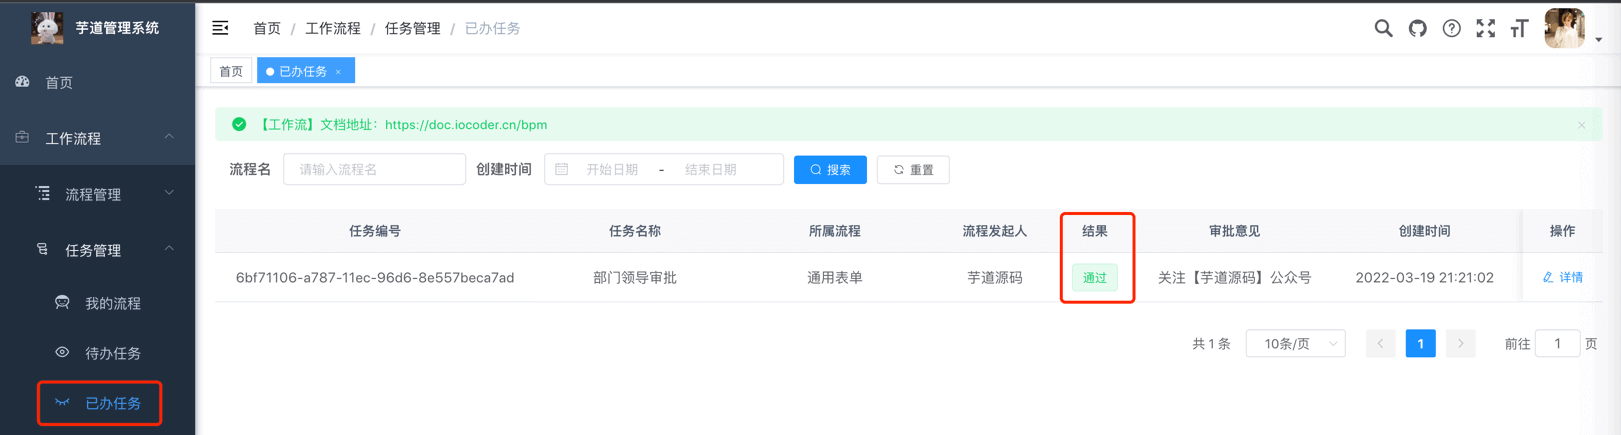 芋道管理系统
首页 / 工作流程 / 任务管理 / 已办任务
首页
工作流程
流程管理
任务管理
我的流程
待办任务
已办任务
首页 已办任务 ×
【工作流】文档地址：https://doc.iocoder.cn/bpm
流程名 请输入流程名 创建时间 开始日期 - 结束日期 搜索 重置
任务编号 任务名称 所属流程 流程发起人 结果 审批意见 创建时间 操作
6bf71106-a787-11ec-96d6-8e557beca7ad 部门领导审批 通用表单 芋道源码 通过 关注【芋道源码】公众号 2022-03-19 21:21:02 详情
共 1 条 10条/页 1 前往 1 页